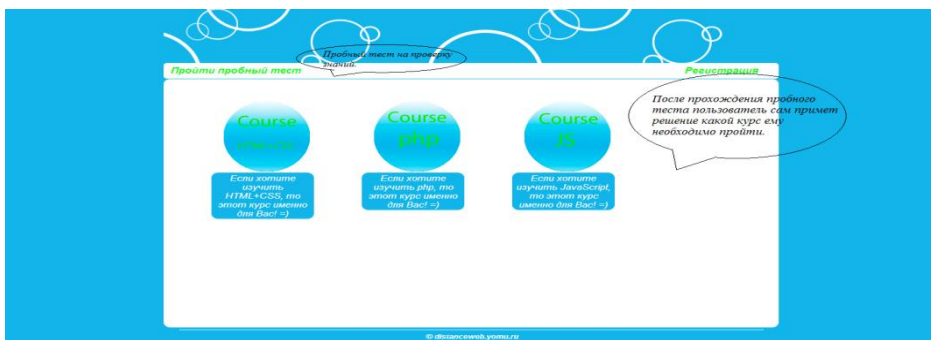 Пробный тест на проверку
знаний.
Пройти пробный тест
Регистрация
После прохождения пробного
теста пользователь сам примет
решение какой курс ему
необходимо пройти.
Course
HTML+CSS
Course
php
Course
JS
Если хотите
изучить
HTML+CSS, то
этот курс именно
для Вас! =)
Если хотите
изучить php, то
этот курс именно
для Вас! =)
Если хотите
изучить JavaScript,
то этот курс
именно для Вас! =)
© distanceweb.yomu.ru